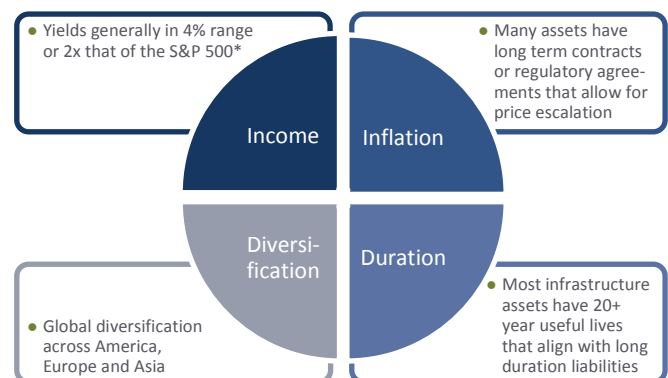 • Yields generally in 4% range
or 2x that of the S&P 500*
• Many assets have
long term contracts
or regulatory agree-
ments that allow for
price escalation
Income
Inflation
Diversi-
fication
Duration
• Global diversification
across America,
Europe and Asia
• Most infrastructure
assets have 20+
year useful lives
that align with long
duration liabilities